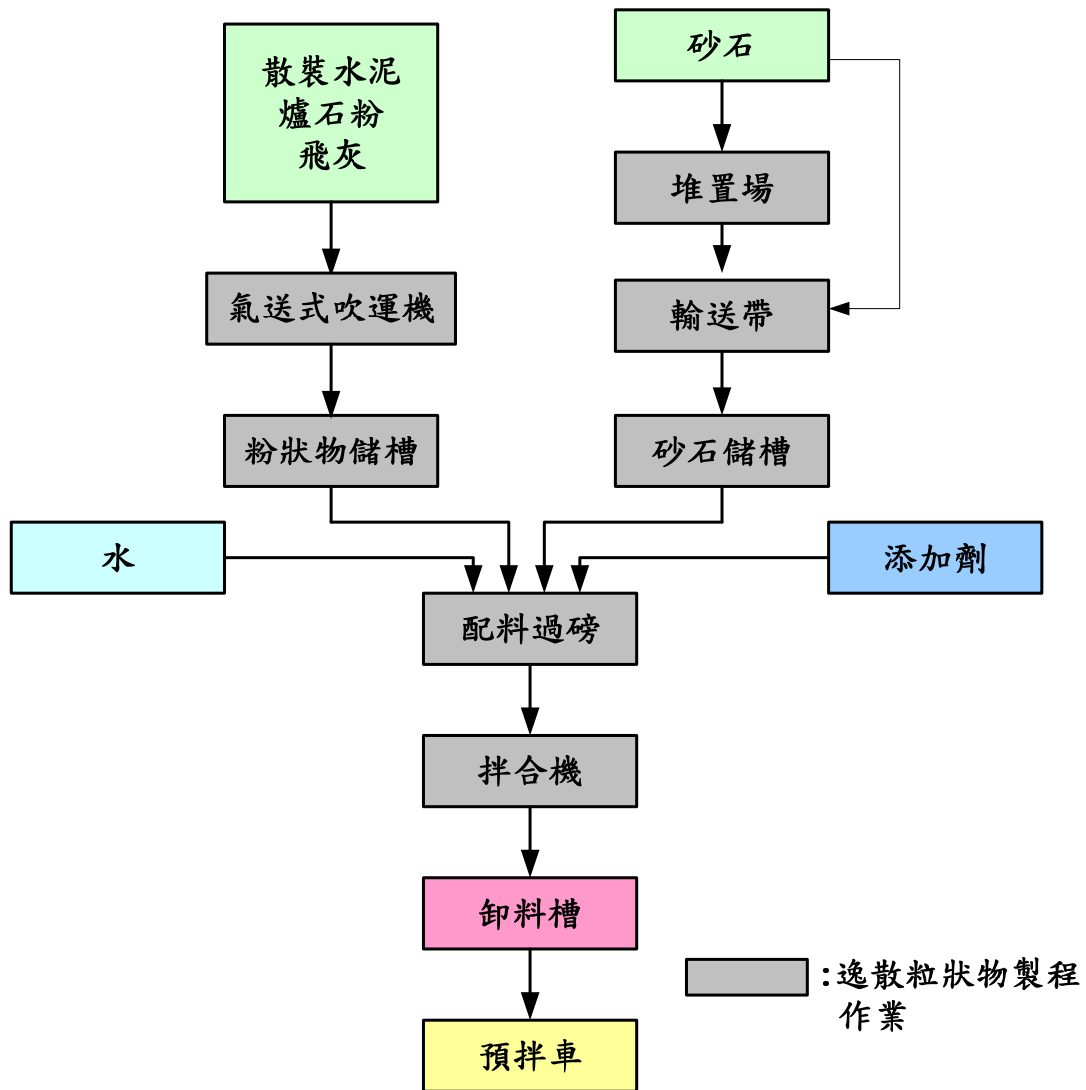 散裝水泥
爐石粉
飛灰
砂石
堆置場
氣送式吹運機
輸送帶
粉狀物儲槽
砂石儲槽
水
添加劑
配料過磅
拌合機
卸料槽
:逸散粒狀物製程
作業
預拌車